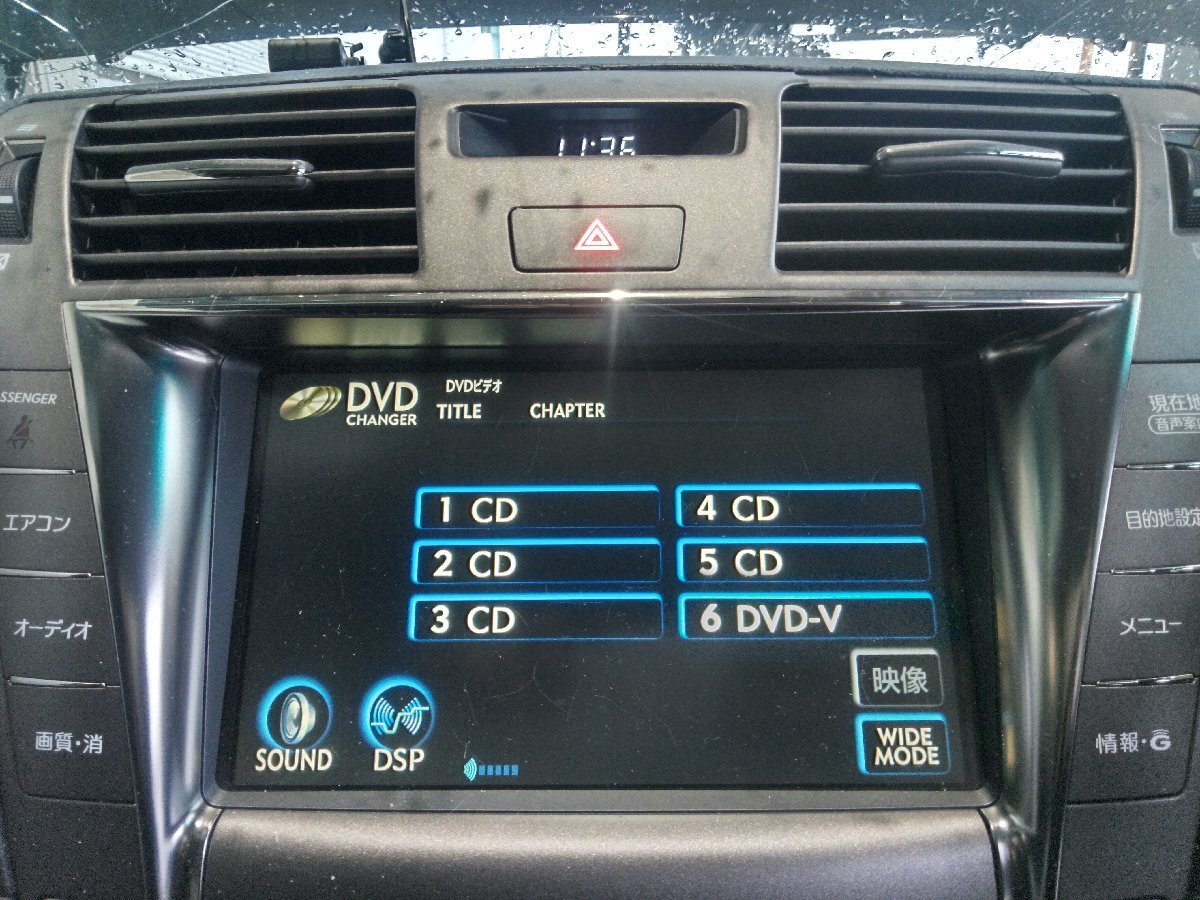 11:36
DVD
CHANGER
DVDビデオ
TITLE CHAPTER
1 CD
2 CD
3 CD
4 CD
5 CD
6 DVD-V
映像
WIDE
MODE
SOUND
DSP
SSENGER
エアコン
オーディオ
画質・消
現在地
音声案内
目的地設定
メニュー
情報・G